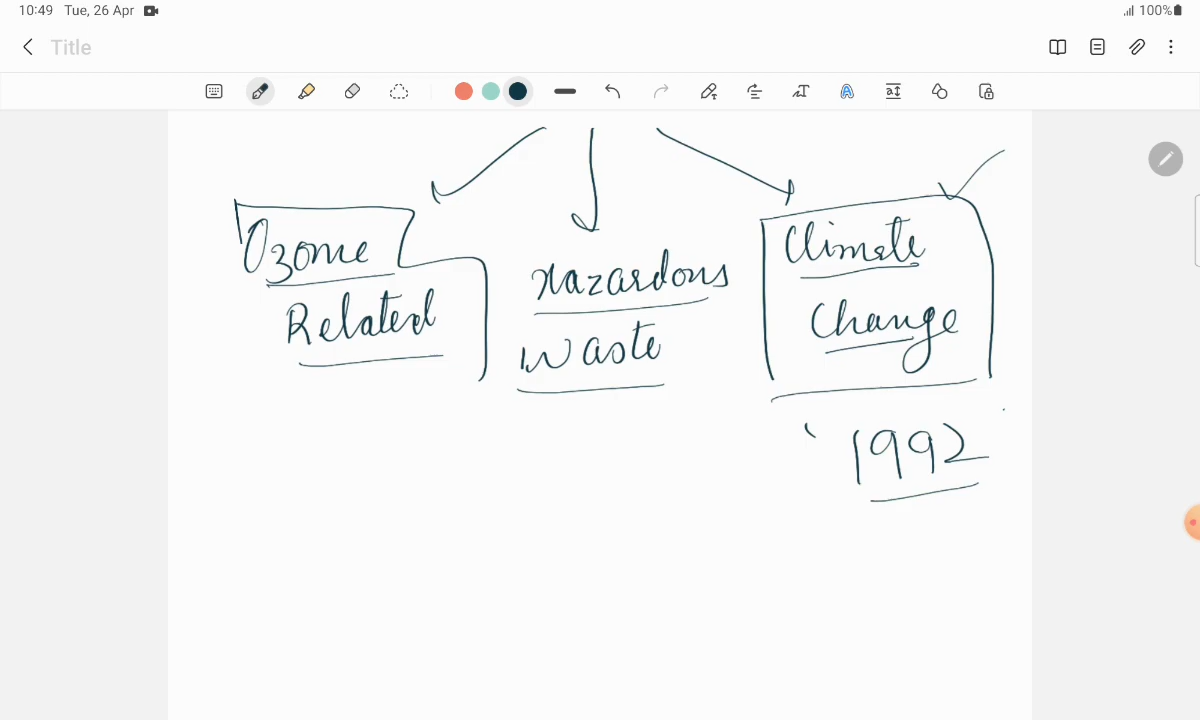 10:49 Tue, 26 Apr
100%
Title
Ozone
Related
Hazardous
Waste
Climate
Change
1992